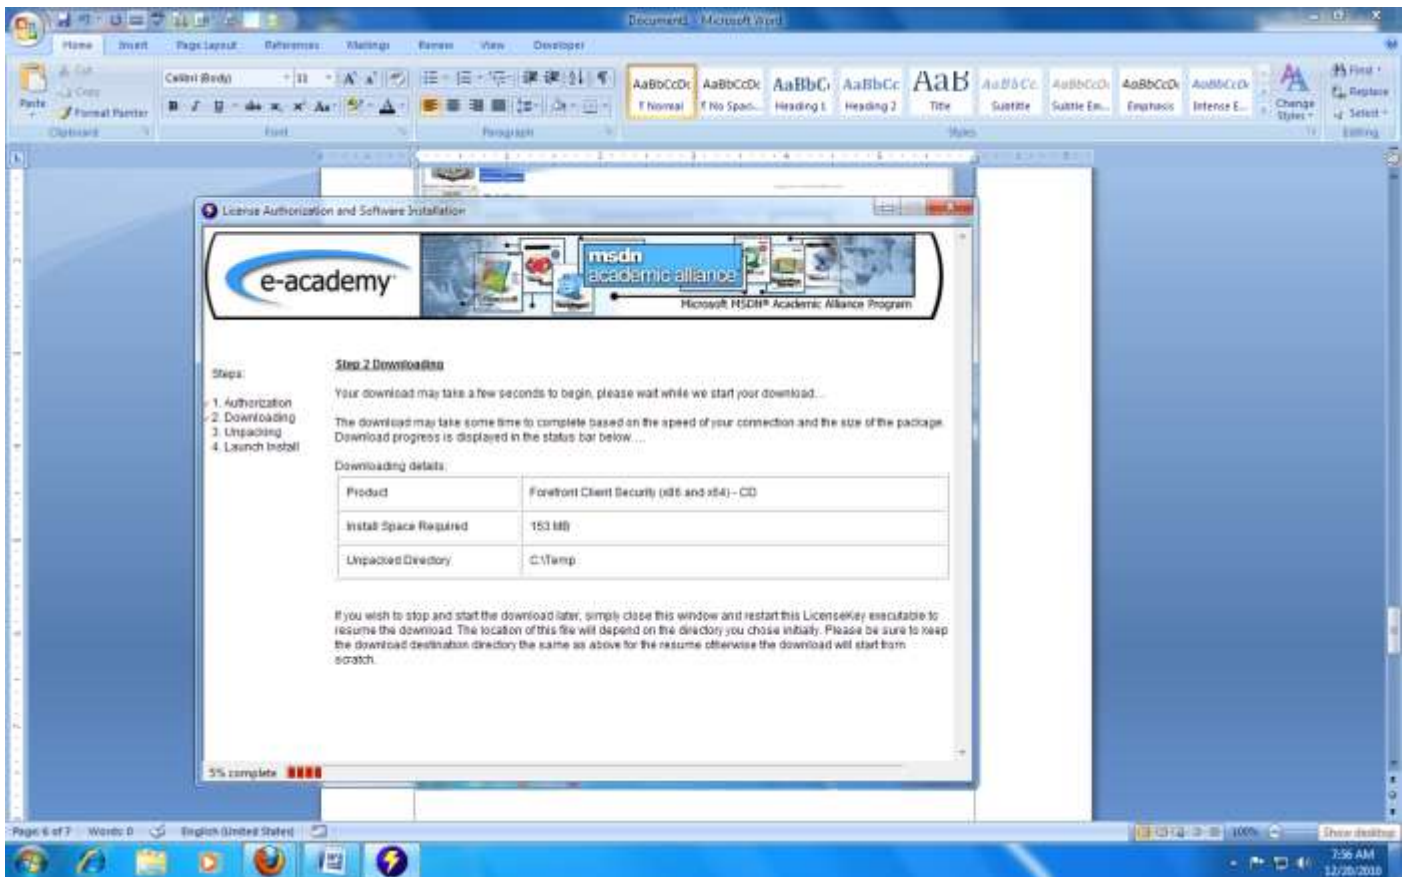 Document1 - Microsoft Word
Home Insert Page Layout References Mailings Review View Developer
Cut
Calibri (Body) 11
AaBbCcDc AaBbCcDc AaBbC AaBbCc AaB AaBbCc. AaBbCcDc AaBbCcDc AaBbCcDc
Find
Copy
Replace
Paste
Format Painter
¶ Normal ¶ No Spaci... Heading 1 Heading 2 Title Subtitle Subtle Em... Emphasis Intense E...
Change Styles
Select
Clipboard Font Paragraph Styles Editing
License Authorization and Software Installation
e-academy
msdn
academic alliance
Microsoft MSDN® Academic Alliance Program
Steps:
1. Authorization
2. Downloading
3. Unpacking
4. Launch Install
Step 2 Downloading
Your download may take a few seconds to begin, please wait while we start your download...
The download may take some time to complete based on the speed of your connection and the size of the package.
Download progress is displayed in the status bar below....
Downloading details:
Product Forefront Client Security (x86 and x64) - CD
Install Space Required 153 MB
Unpacked Directory C:\Temp
If you wish to stop and start the download later, simply close this window and restart this LicenseKey executable to
resume the download. The location of this file will depend on the directory you chose initially. Please be sure to keep
the download destination directory the same as above for the resume otherwise the download will start from
scratch.
5% complete
Page: 6 of 7 Words: 0 English (United States) 100% Show desktop
7:56 AM
12/20/2010